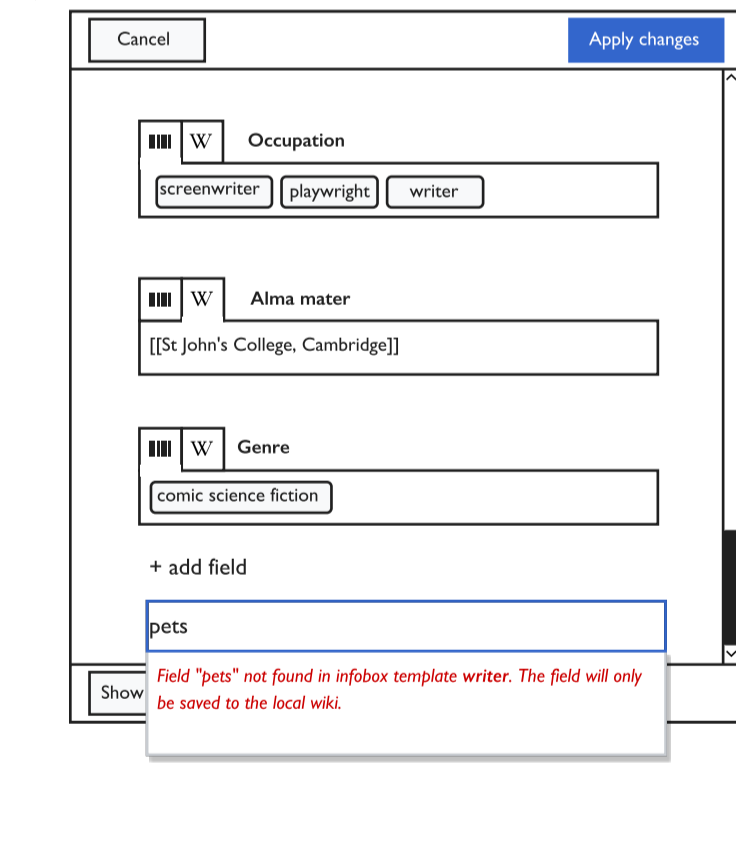 Cancel
Apply changes
W
Occupation
screenwriter
playwright
writer
W
Alma mater
[[St John's College, Cambridge]]
W
Genre
comic science fiction
+ add field
pets
Field "pets" not found in infobox template writer. The field will only
be saved to the local wiki.
Show